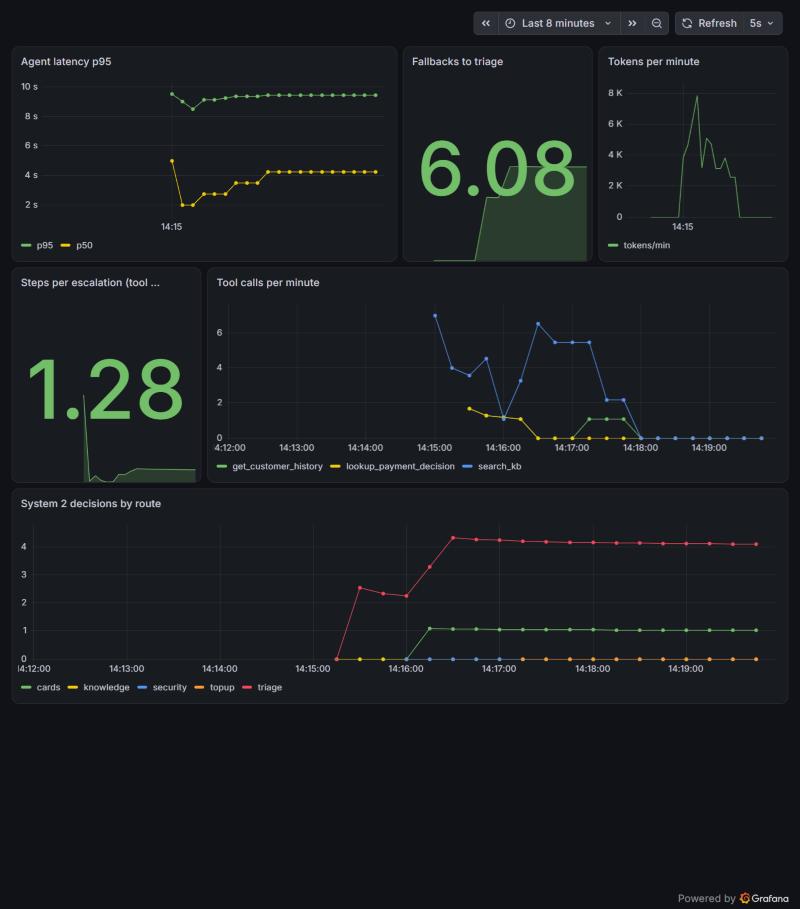 Last 8 minutes
Refresh
5s
Agent latency p95
10 s
8 s
6 s
4 s
2 s
14:15
p95 p50
Fallbacks to triage
6.08
Tokens per minute
8 K
6 K
4 K
2 K
0
14:15
tokens/min
Steps per escalation (tool ...
1.28
Tool calls per minute
6
4
2
0
4:12:00 14:13:00 14:14:00 14:15:00 14:16:00 14:17:00 14:18:00 14:19:00
get_customer_history lookup_payment_decision search_kb
System 2 decisions by route
4
3
2
1
0
14:12:00 14:13:00 14:14:00 14:15:00 14:16:00 14:17:00 14:18:00 14:19:00
cards knowledge security topup triage
Powered by Grafana